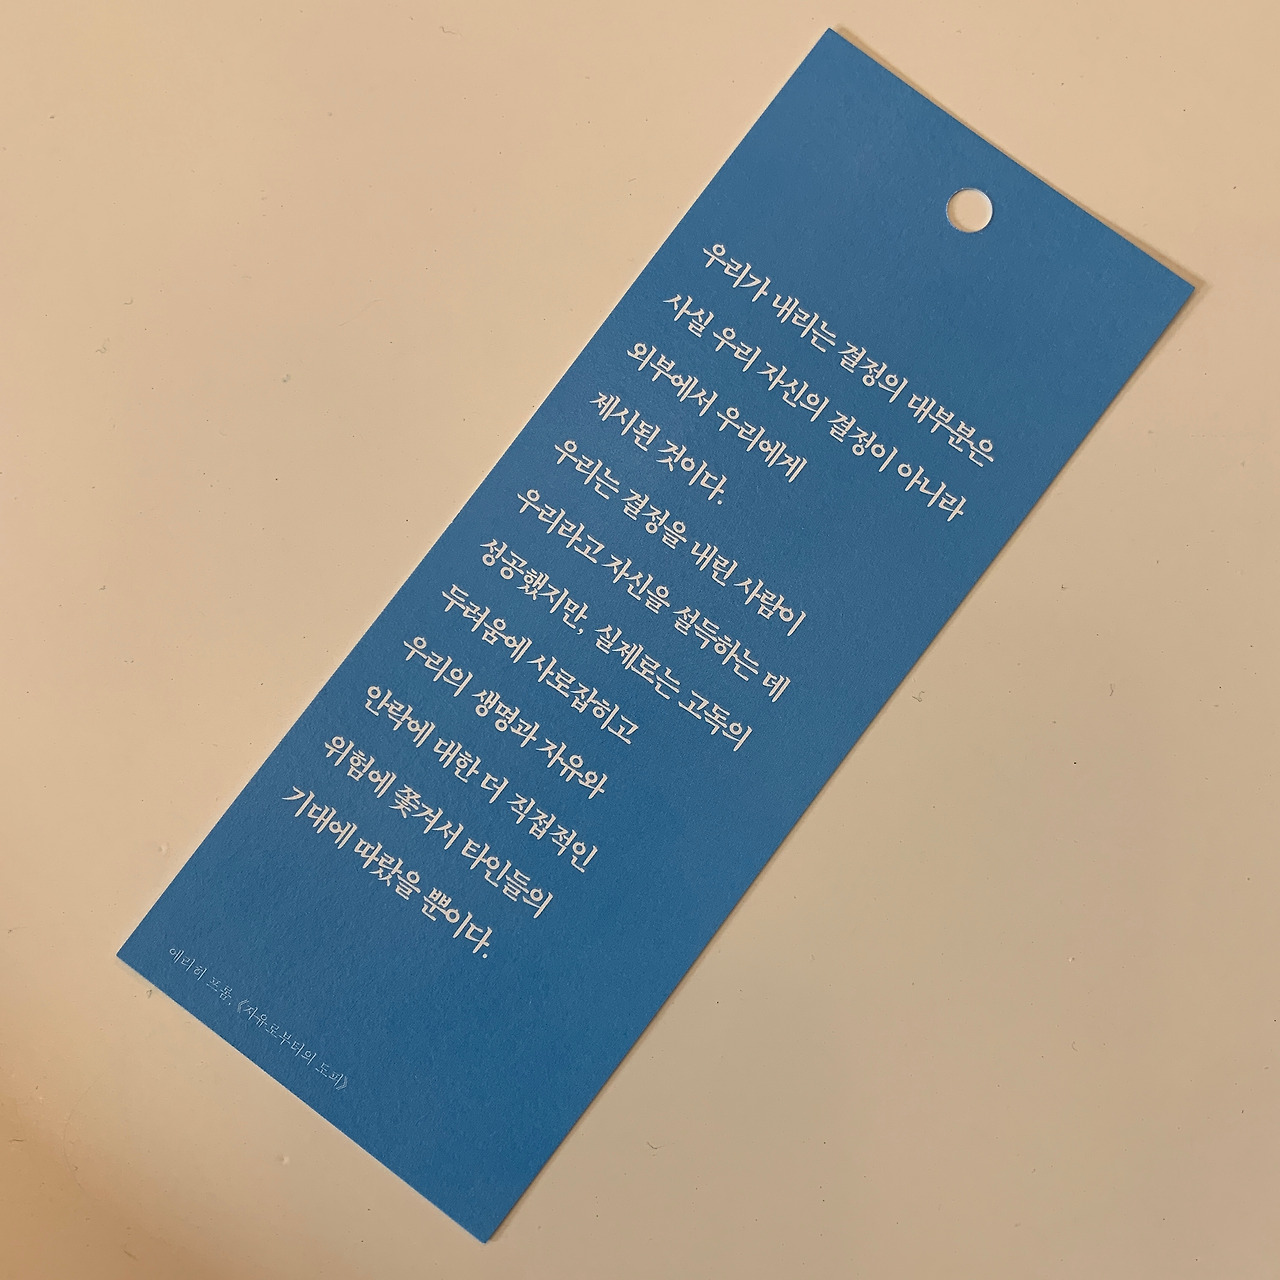 우리가 내리는 결정의 대부분은
사실 우리 자신의 결정이 아니라
외부에서 우리에게
제시된 것이다.
우리는 결정을 내린 사람이
우리라고 자신을 설득하는 데
성공했지만, 실제로는 고독의
두려움에 사로잡히고
우리의 생명과 자유와
안락에 대한 더 직접적인
위험에 쫓겨서 타인들의
기대에 따랐을 뿐이다.
에리히 프롬, 《자유로부터의 도피》